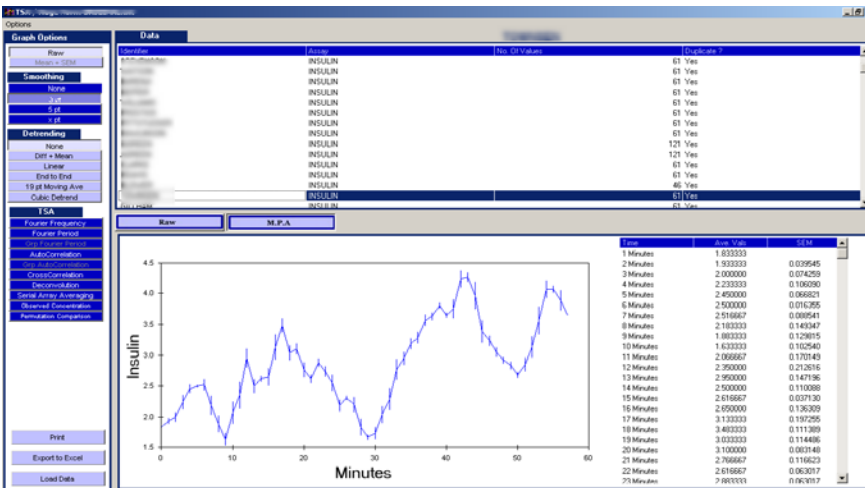 TSA
Options
Graph Options
Raw
Mean + SEM
Smoothing
None
3 pt
5 pt
x pt
Detrending
None
Diff + Mean
Linear
End to End
19 pt Moving Ave
Cubic Detrend
TSA
Fourier Frequency
Fourier Period
Grp Fourier Period
AutoCorrelation
Grp AutoCorrelation
CrossCorrelation
Deconvolution
Serial Array Averaging
Observed Concentration
Permutation Comparison
Print
Export to Excel
Load Data
Data
Identifier Assay No. Of Values Duplicate ?
INSULIN 61 Yes
INSULIN 61 Yes
INSULIN 61 Yes
INSULIN 61 Yes
INSULIN 61 Yes
INSULIN 61 Yes
INSULIN 61 Yes
INSULIN 61 Yes
INSULIN 121 Yes
INSULIN 121 Yes
INSULIN 61 Yes
INSULIN 61 Yes
INSULIN 46 Yes
INSULIN 61 Yes
INSULIN 61 Yes
Raw M.P.A
Insulin
4.5
4.0
3.5
3.0
2.5
2.0
1.5
0 10 20 30 40 50 60
Minutes
Time Ave. Vals SEM
1 Minutes 1.833333
2 Minutes 1.933333 0.039545
3 Minutes 2.000000 0.074259
4 Minutes 2.233333 0.106090
5 Minutes 2.450000 0.066821
6 Minutes 2.500000 0.016355
7 Minutes 2.516667 0.088541
8 Minutes 2.183333 0.149347
9 Minutes 1.883333 0.129815
10 Minutes 1.633333 0.102540
11 Minutes 2.066667 0.170149
12 Minutes 2.350000 0.212616
13 Minutes 2.950000 0.147196
14 Minutes 2.500000 0.110088
15 Minutes 2.616667 0.037130
16 Minutes 2.650000 0.136309
17 Minutes 3.133333 0.197255
18 Minutes 3.483333 0.111389
19 Minutes 3.033333 0.114486
20 Minutes 3.100000 0.083148
21 Minutes 2.766667 0.116623
22 Minutes 2.616667 0.063017
23 Minutes 2.883333 0.063017